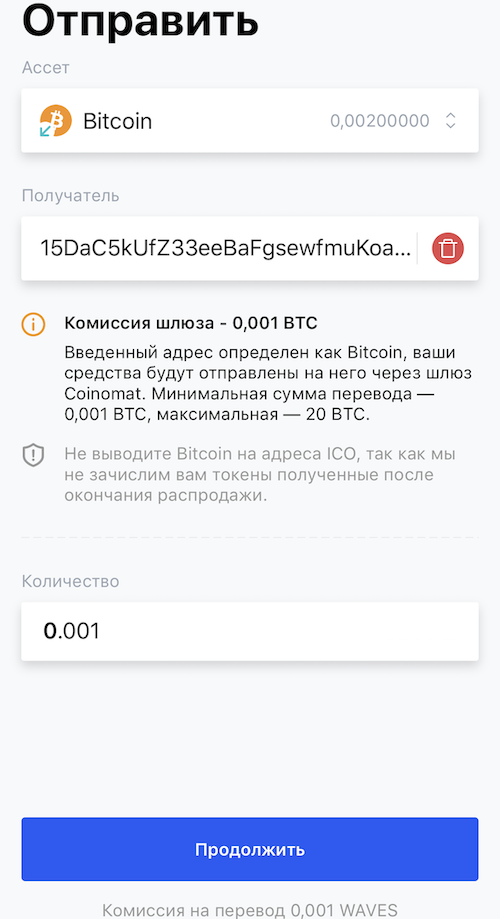 Отправить
Ассет
Bitcoin 0,00200000
Получатель
15DaC5kUfZ33eeBaFgsewfmuKoa...
Комиссия шлюза - 0,001 BTC
Введенный адрес определен как Bitcoin, ваши
средства будут отправлены на него через шлюз
Coinomat. Минимальная сумма перевода —
0,001 BTC, максимальная — 20 BTC.
Не выводите Bitcoin на адреса ICO, так как мы
не зачислим вам токены полученные после
окончания распродажи.
Количество
0.001
Продолжить
Комиссия на перевод 0,001 WAVES